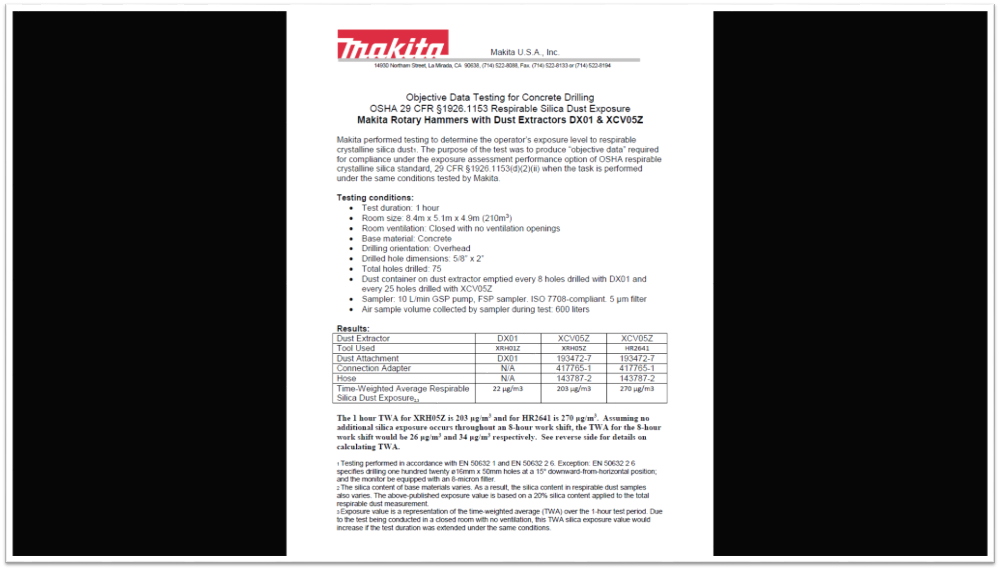 Makita
Makita U.S.A., Inc.
14930 Northam Street, La Mirada, CA 90638, (714) 522-8088, Fax. (714) 522-8133 or (714) 522-8194
Objective Data Testing for Concrete Drilling
OSHA 29 CFR §1926.1153 Respirable Silica Dust Exposure
Makita Rotary Hammers with Dust Extractors DX01 & XCV05Z
Makita performed testing to determine the operator's exposure level to respirable
crystalline silica dust1. The purpose of the test was to produce "objective data" required
for compliance under the exposure assessment performance option of OSHA respirable
crystalline silica standard, 29 CFR §1926.1153(d)(2)(ii) when the task is performed
under the same conditions tested by Makita.
Testing conditions:
• Test duration: 1 hour
• Room size: 8.4m x 5.1m x 4.9m (210m³)
• Room ventilation: Closed with no ventilation openings
• Base material: Concrete
• Drilling orientation: Overhead
• Drilled hole dimensions: 5/8" x 2"
• Total holes drilled: 75
• Dust container on dust extractor emptied every 8 holes drilled with DX01 and
every 25 holes drilled with XCV05Z
• Sampler: 10 L/min GSP pump, FSP sampler. ISO 7708-compliant. 5 µm filter
• Air sample volume collected by sampler during test: 600 liters
Results:
Dust Extractor DX01 XCV05Z XCV05Z
Tool Used XRH01Z XRH05Z HR2641
Dust Attachment DX01 193472-7 193472-7
Connection Adapter N/A 417765-1 417765-1
Hose N/A 143787-2 143787-2
Time-Weighted Average Respirable 22 µg/m3 203 µg/m3 270 µg/m3
Silica Dust Exposure2,3
The 1 hour TWA for XRH05Z is 203 µg/m³ and for HR2641 is 270 µg/m³. Assuming no
additional silica exposure occurs throughout an 8-hour work shift, the TWA for the 8-hour
work shift would be 26 µg/m³ and 34 µg/m³ respectively. See reverse side for details on
calculating TWA.
1 Testing performed in accordance with EN 50632 1 and EN 50632 2 6. Exception: EN 50632 2 6
specifies drilling one hundred twenty ø16mm x 50mm holes at a 15° downward-from-horizontal position;
and the monitor be equipped with an 8-micron filter.
2 The silica content of base materials varies. As a result, the silica content in respirable dust samples
also varies. The above-published exposure value is based on a 20% silica content applied to the total
respirable dust measurement.
3 Exposure value is a representation of the time-weighted average (TWA) over the 1-hour test period. Due
to the test being conducted in a closed room with no ventilation, this TWA silica exposure value would
increase if the test duration was extended under the same conditions.